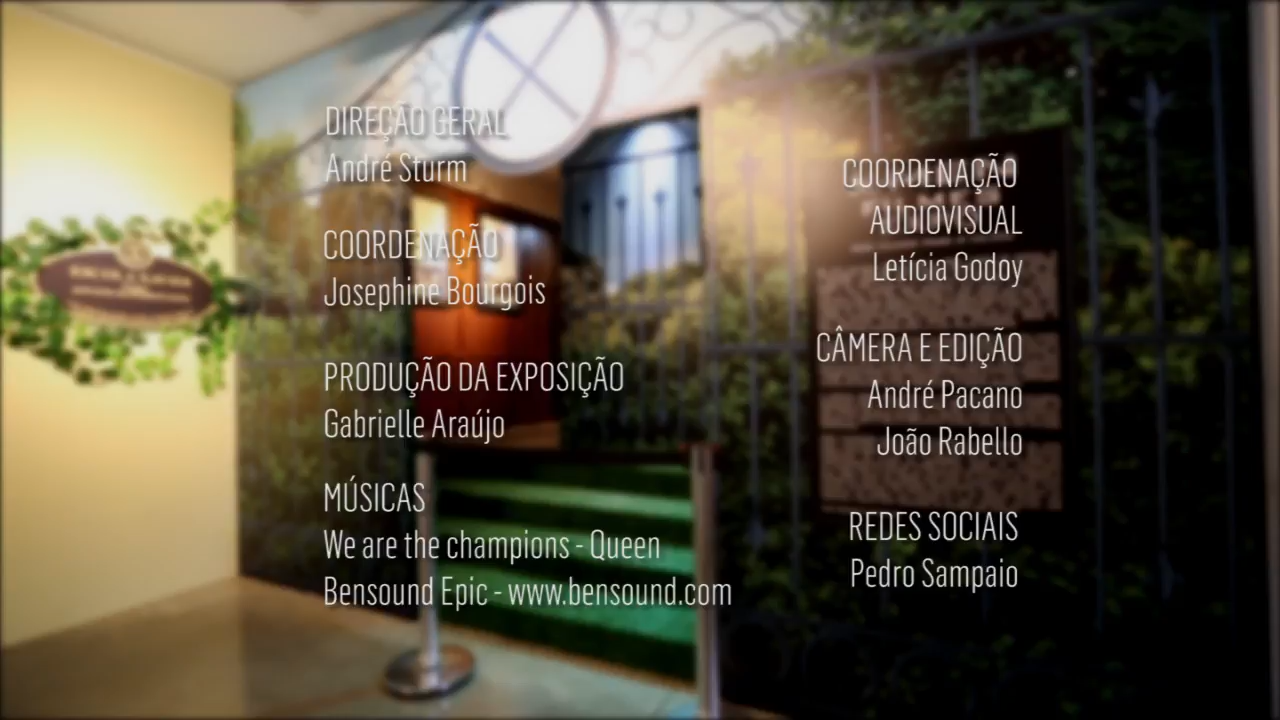 DIREÇÃO GERAL
André Sturm
COORDENAÇÃO
Josephine Bourgois
PRODUÇÃO DA EXPOSIÇÃO
Gabrielle Araújo
MÚSICAS
We are the champions - Queen
Bensound Epic - www.bensound.com
COORDENAÇÃO
AUDIOVISUAL
Letícia Godoy
CÂMERA E EDIÇÃO
André Pacano
João Rabello
REDES SOCIAIS
Pedro Sampaio